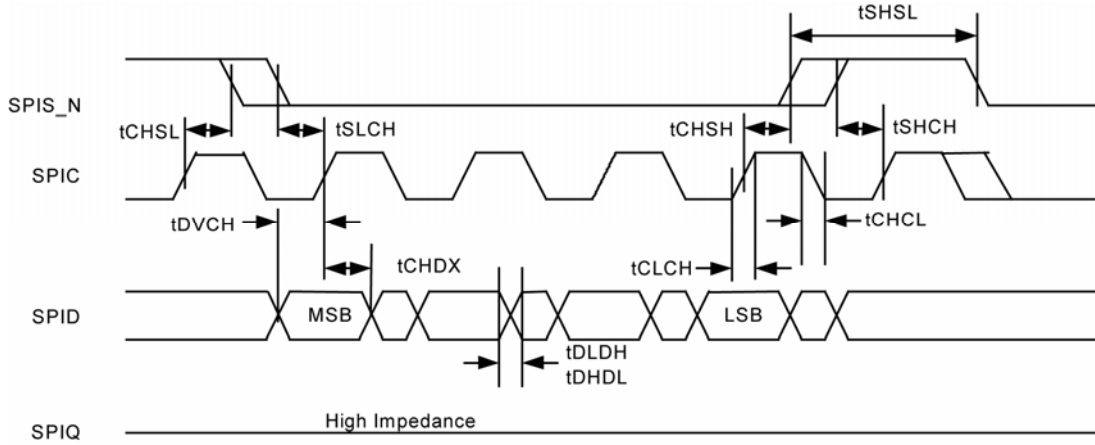 tSHSL
SPIS_N
tCHSL
tSLCH
tCHSH
tSHCH
SPIC
tDVCH
tCHCL
tCHDX
tCLCH
SPID
MSB
LSB
tDLDH
tDHDL
High Impedance
SPIQ